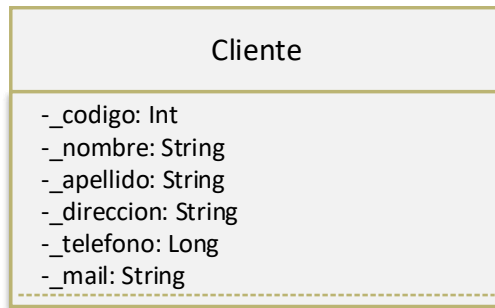 Cliente
-_codigo: Int
-_nombre: String
-_apellido: String
-_direccion: String
-_telefono: Long
-_mail: String